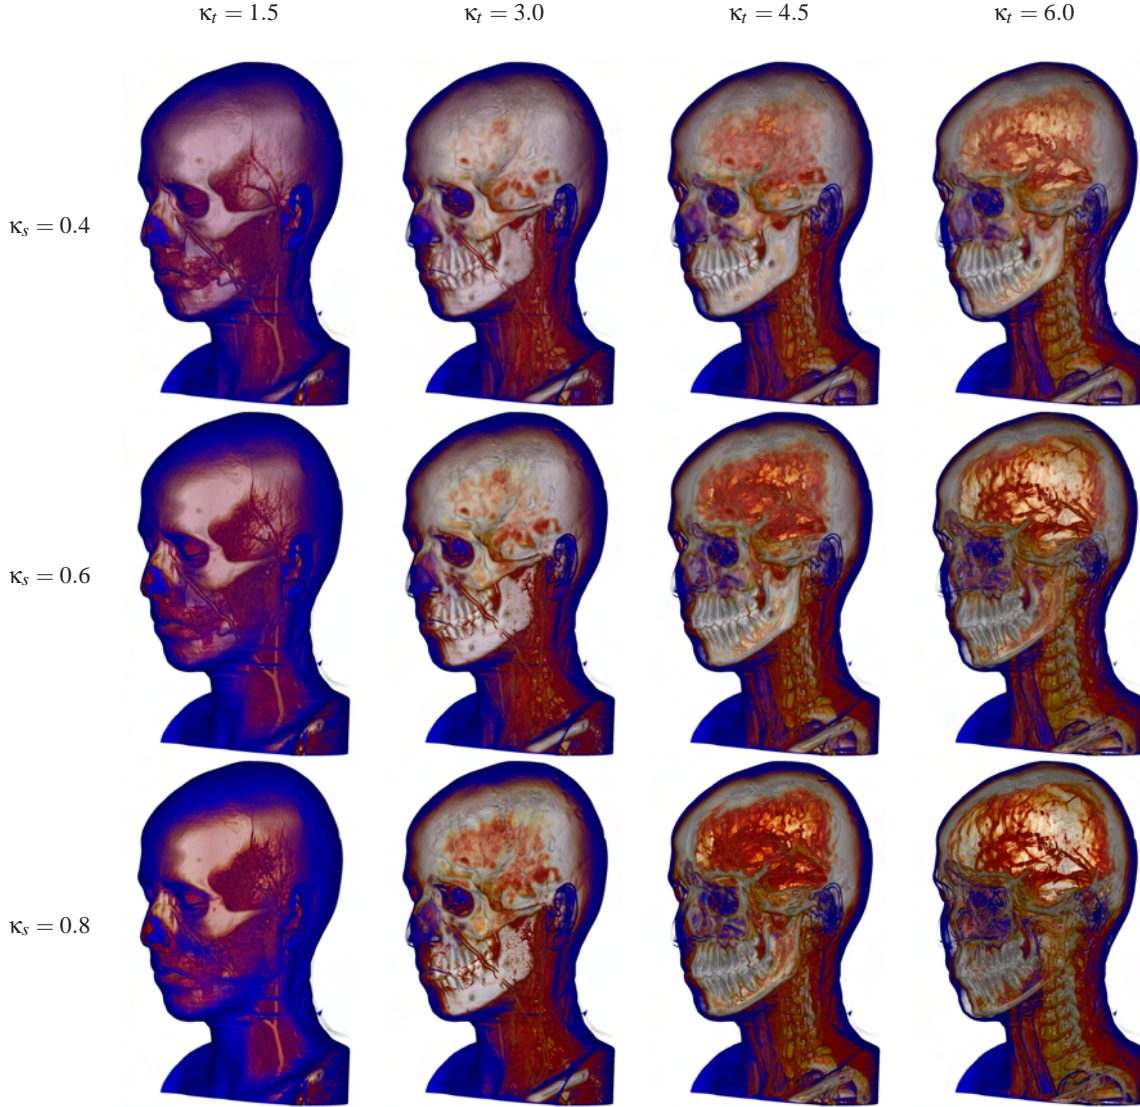 κt = 1.5 κt = 3.0 κt = 4.5 κt = 6.0
κs = 0.4
κs = 0.6
κs = 0.8